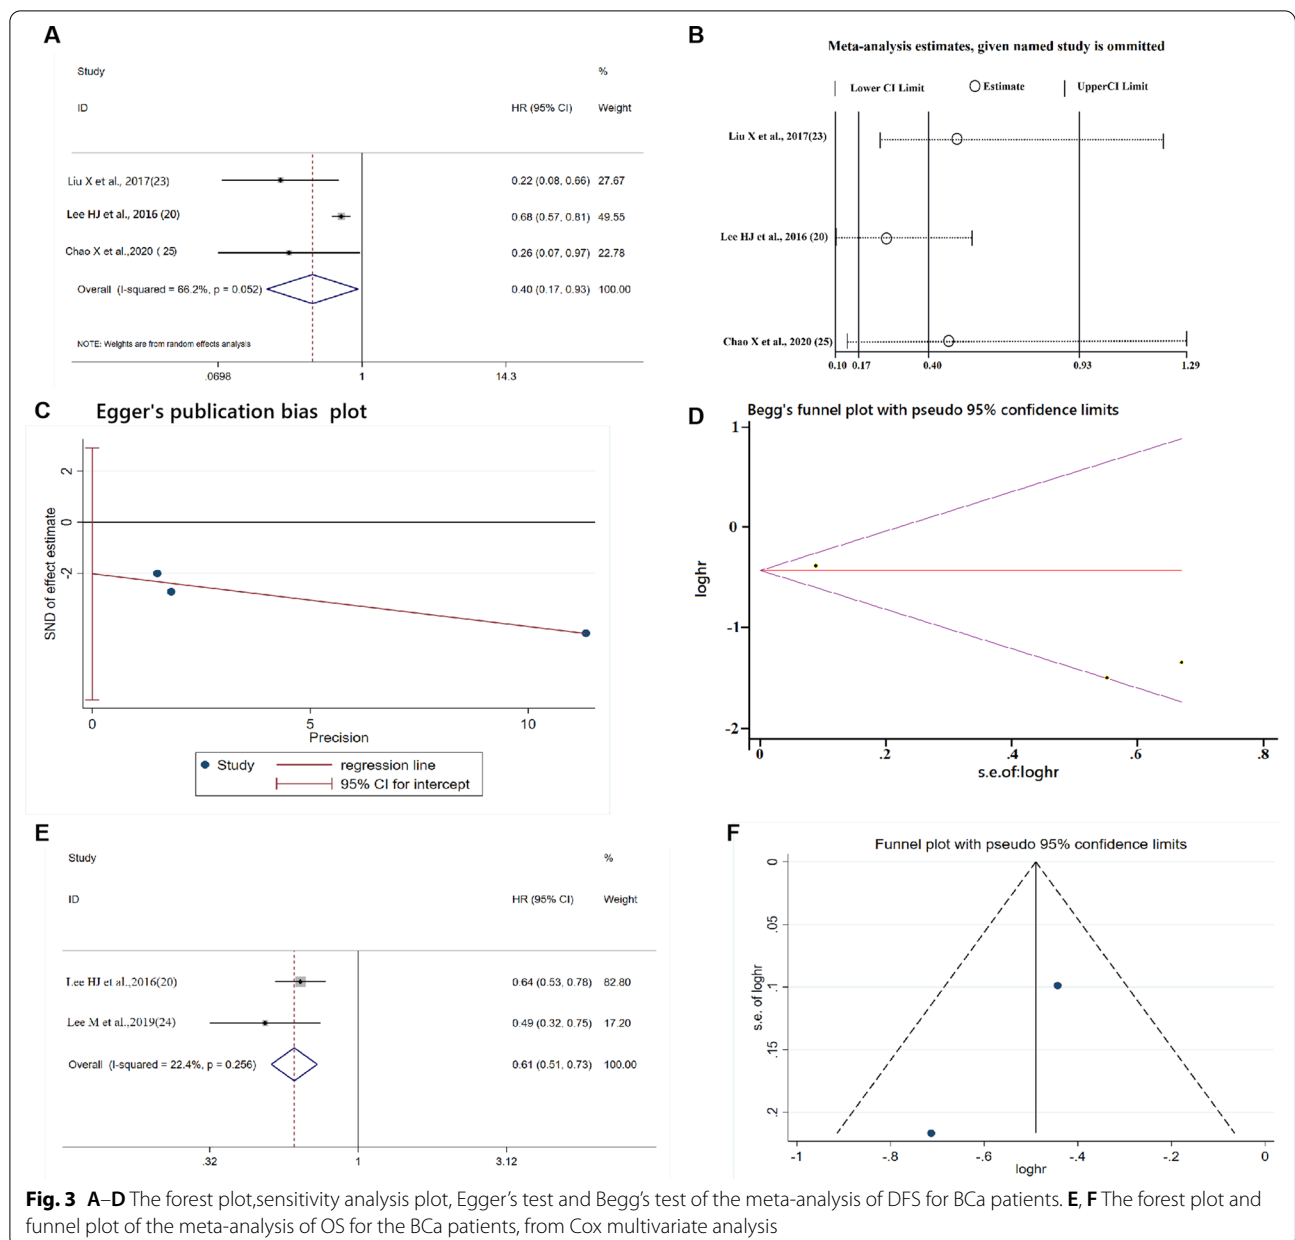 A
Study %
ID HR (95% CI) Weight
Liu X et al., 2017(23) 0.22 (0.08, 0.66) 27.67
Lee HJ et al., 2016 (20) 0.68 (0.57, 0.81) 49.55
Chao X et al.,2020 ( 25) 0.26 (0.07, 0.97) 22.78
Overall (I-squared = 66.2%, p = 0.052) 0.40 (0.17, 0.93) 100.00
NOTE: Weights are from random effects analysis
.0698 1 14.3
B
Meta-analysis estimates, given named study is ommitted
Lower CI Limit Estimate UpperCI Limit
Liu X et al., 2017(23)
Lee HJ et al., 2016 (20)
Chao X et al., 2020 (25)
0.10 0.17 0.40 0.93 1.29
C
Egger's publication bias plot
SND of effect estimate
2
0
-2
0 5 10
Precision
Study regression line
95% CI for intercept
D
Begg's funnel plot with pseudo 95% confidence limits
loghr
1
0
-1
-2
0 .2 .4 .6 .8
s.e.of:loghr
E
Study %
ID HR (95% CI) Weight
Lee HJ et al.,2016(20) 0.64 (0.53, 0.78) 82.80
Lee M et al.,2019(24) 0.49 (0.32, 0.75) 17.20
Overall (I-squared = 22.4%, p = 0.256) 0.61 (0.51, 0.73) 100.00
.32 1 3.12
F
Funnel plot with pseudo 95% confidence limits
s.e. of loghr
0
.05
.1
.15
.2
-1 -.8 -.6 -.4 -.2 0
loghr
Fig. 3 A–D The forest plot,sensitivity analysis plot, Egger's test and Begg's test of the meta-analysis of DFS for BCa patients. E, F The forest plot and
funnel plot of the meta-analysis of OS for the BCa patients, from Cox multivariate analysis